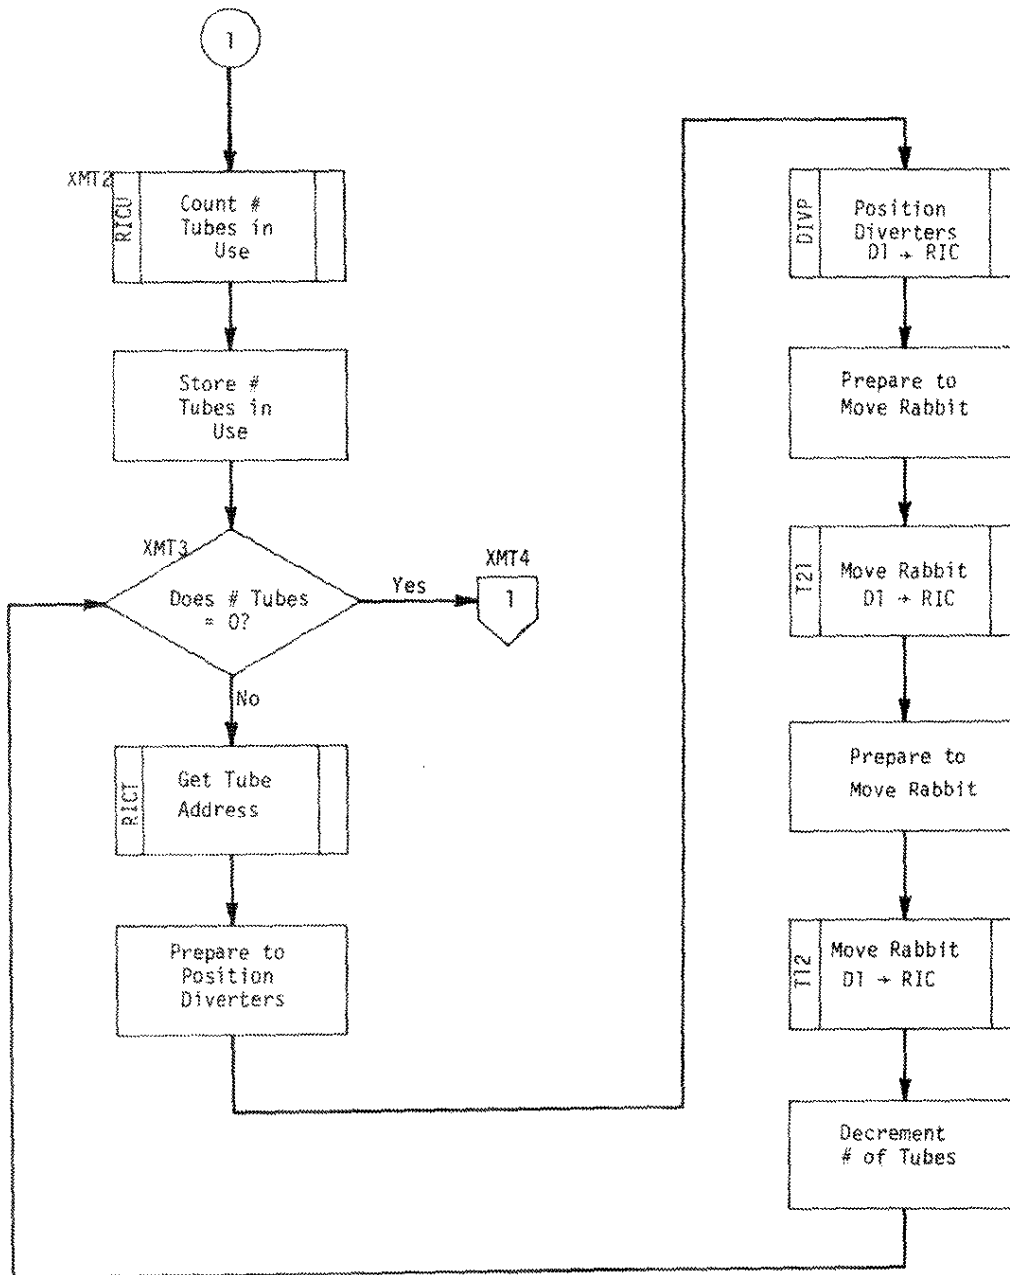 1
XMT2
RICU
Count #
Tubes in
Use
Store #
Tubes in
Use
XMT3
Does # Tubes
= 0?
Yes
XMT4
1
No
RICT
Get Tube
Address
Prepare to
Position
Diverters
DIVP
Position
Diverters
D1 → RIC
Prepare to
Move Rabbit
T21
Move Rabbit
D1 → RIC
Prepare to
Move Rabbit
T12
Move Rabbit
D1 → RIC
Decrement
# of Tubes